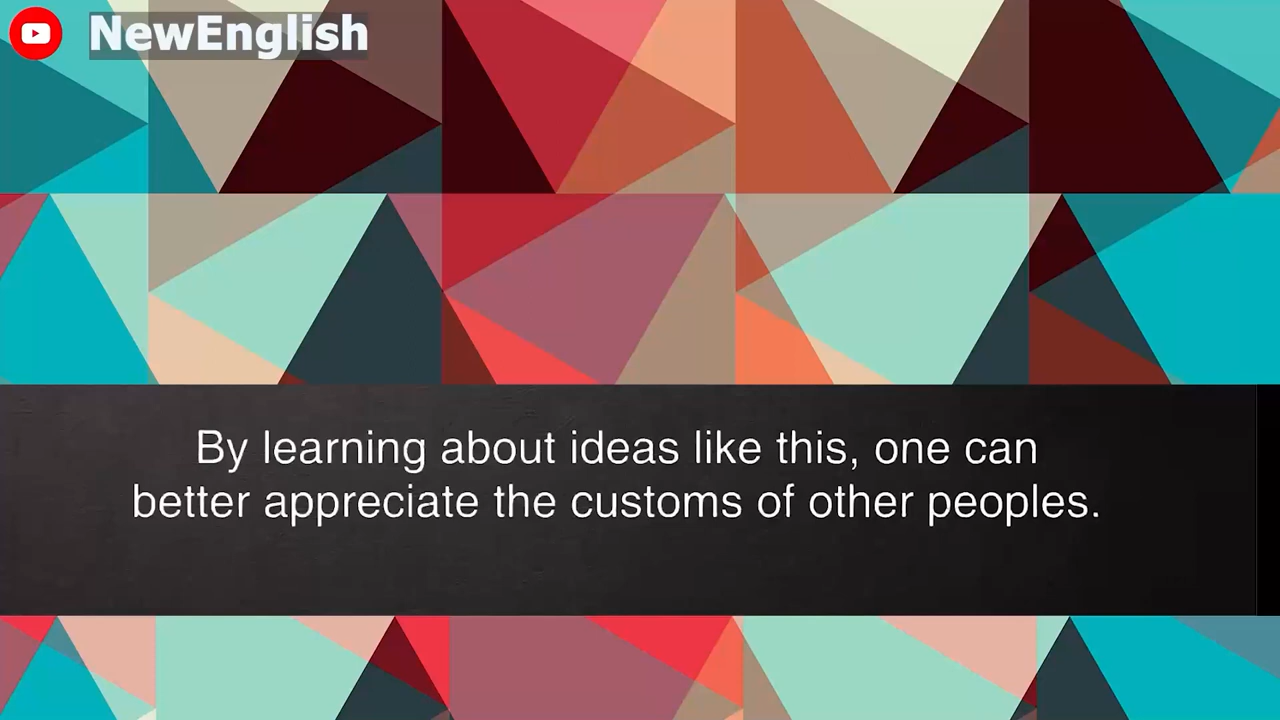 NewEnglish
By learning about ideas like this, one can
better appreciate the customs of other peoples.